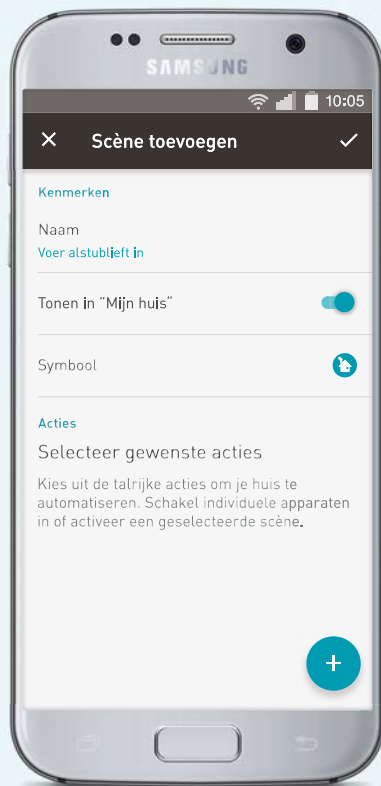 SAMSUNG
10:05
Scène toevoegen
Kenmerken
Naam
Voer alstublieft in
Tonen in "Mijn huis"
Symbool
Acties
Selecteer gewenste acties
Kies uit de talrijke acties om je huis te
automatiseren. Schakel individuele apparaten
in of activeer een geselecteerde scène.